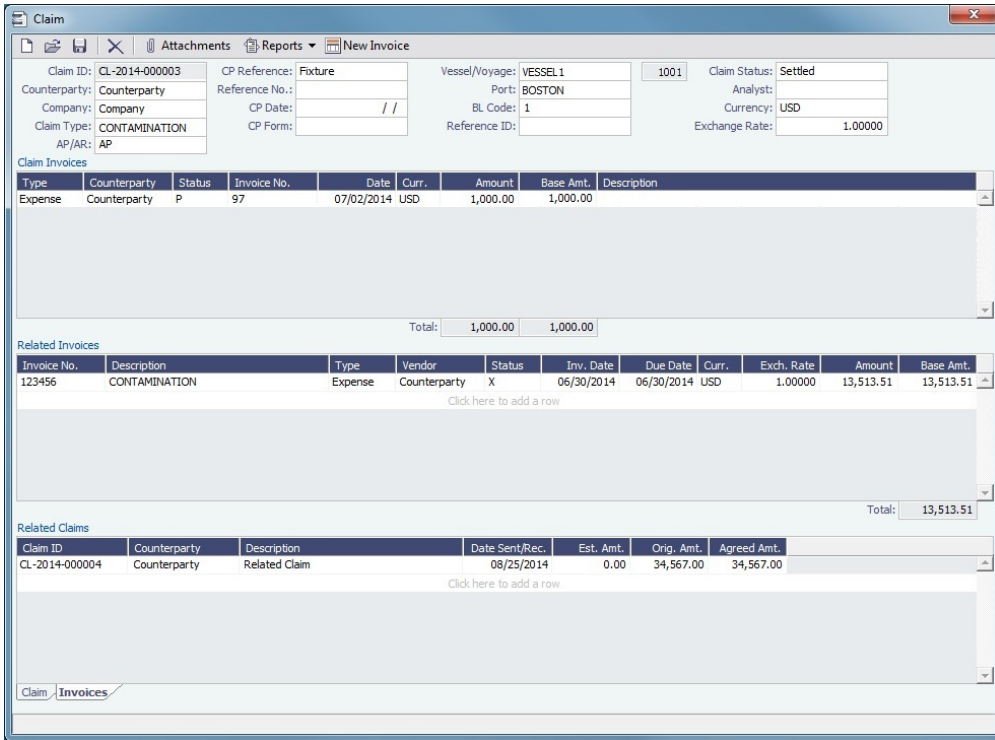 Claim
Attachments Reports New Invoice
Claim ID: CL-2014-000003 CP Reference: Fixture Vessel/Voyage: VESSEL1 1001 Claim Status: Settled
Counterparty: Counterparty Reference No.: Port: BOSTON Analyst:
Company: Company CP Date: / / BL Code: 1 Currency: USD
Claim Type: CONTAMINATION CP Form: Reference ID: Exchange Rate: 1.00000
AP/AR: AP
Claim Invoices
Type Counterparty Status Invoice No. Date Curr. Amount Base Amt. Description
Expense Counterparty P 97 07/02/2014 USD 1,000.00 1,000.00
Total: 1,000.00 1,000.00
Related Invoices
Invoice No. Description Type Vendor Status Inv. Date Due Date Curr. Exch. Rate Amount Base Amt.
123456 CONTAMINATION Expense Counterparty X 06/30/2014 06/30/2014 USD 1.00000 13,513.51 13,513.51
Click here to add a row
Total: 13,513.51
Related Claims
Claim ID Counterparty Description Date Sent/Rec. Est. Amt. Orig. Amt. Agreed Amt.
CL-2014-000004 Counterparty Related Claim 08/25/2014 0.00 34,567.00 34,567.00
Click here to add a row
Claim Invoices